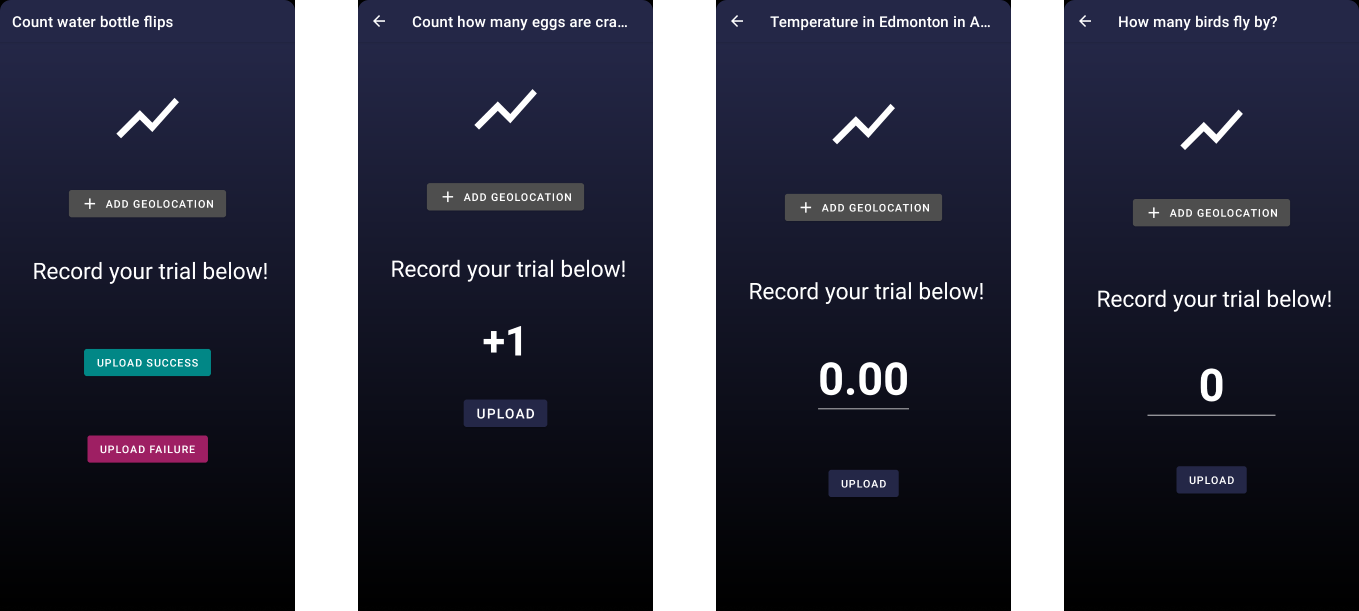 Count water bottle flips
ADD GEOLOCATION
Record your trial below!
UPLOAD SUCCESS
UPLOAD FAILURE
Count how many eggs are cra...
ADD GEOLOCATION
Record your trial below!
+1
UPLOAD
Temperature in Edmonton in A...
ADD GEOLOCATION
Record your trial below!
0.00
UPLOAD
How many birds fly by?
ADD GEOLOCATION
Record your trial below!
0
UPLOAD